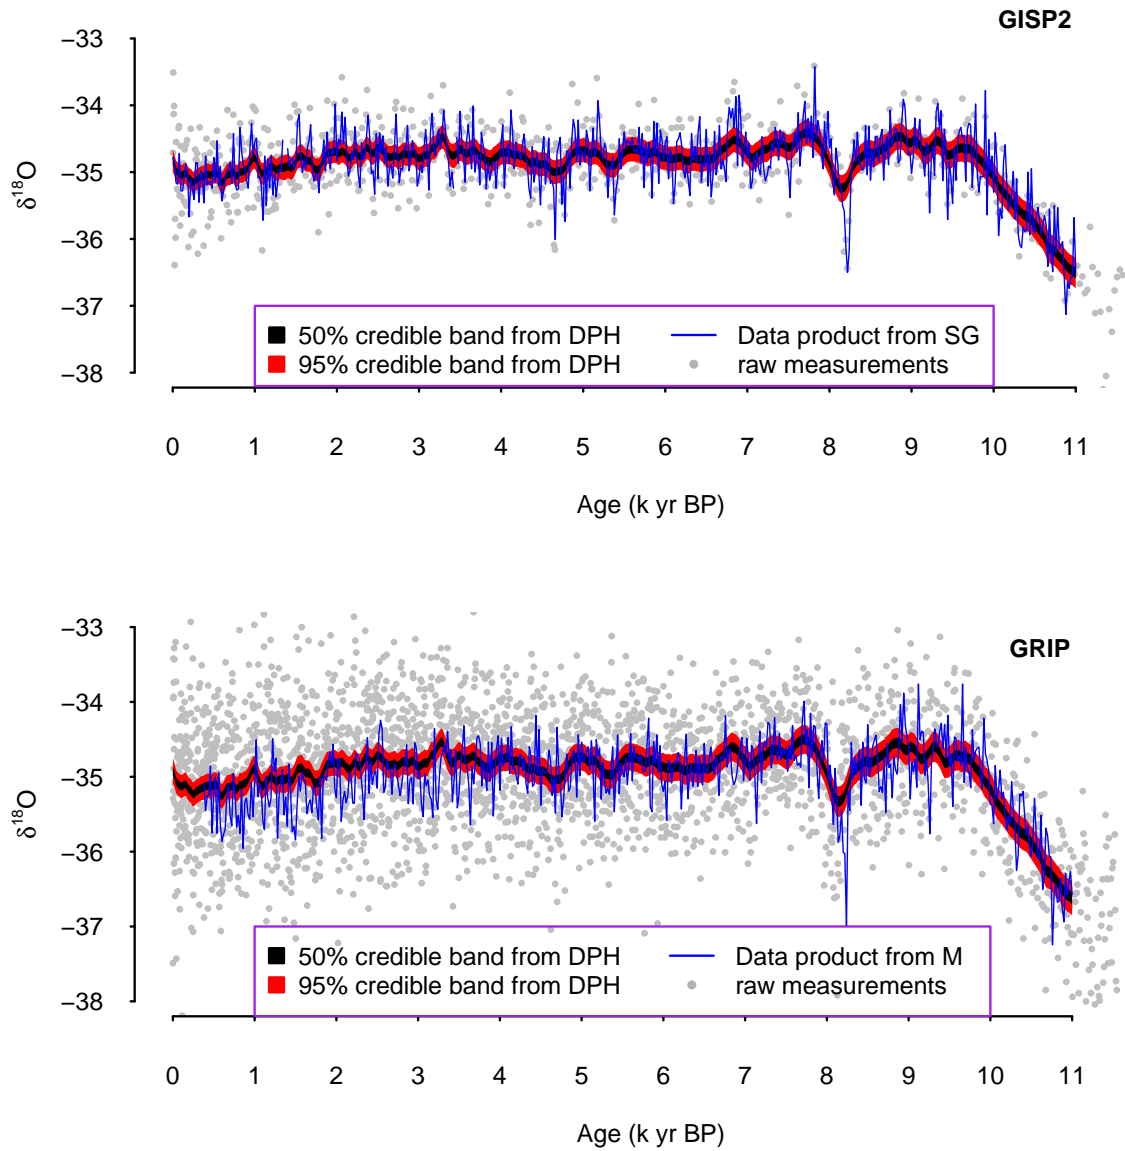 GISP2
−33
−34
−35
−36
−37
−38
δ¹⁸O
50% credible band from DPH
Data product from SG
95% credible band from DPH
raw measurements
0 1 2 3 4 5 6 7 8 9 10 11
Age (k yr BP)
GRIP
−33
−34
−35
−36
−37
−38
δ¹⁸O
50% credible band from DPH
Data product from M
95% credible band from DPH
raw measurements
0 1 2 3 4 5 6 7 8 9 10 11
Age (k yr BP)